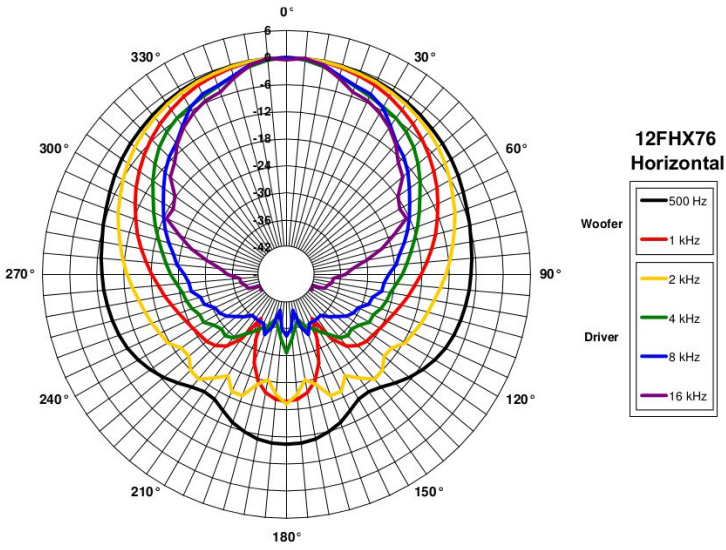 0°
6
330°
0
30°
-6
-12
300°
-18
60°
-24
-30
-36
-42
270°
90°
240°
120°
210°
150°
180°
12FHX76
Horizontal
Woofer
500 Hz
1 kHz
2 kHz
4 kHz
Driver
8 kHz
16 kHz